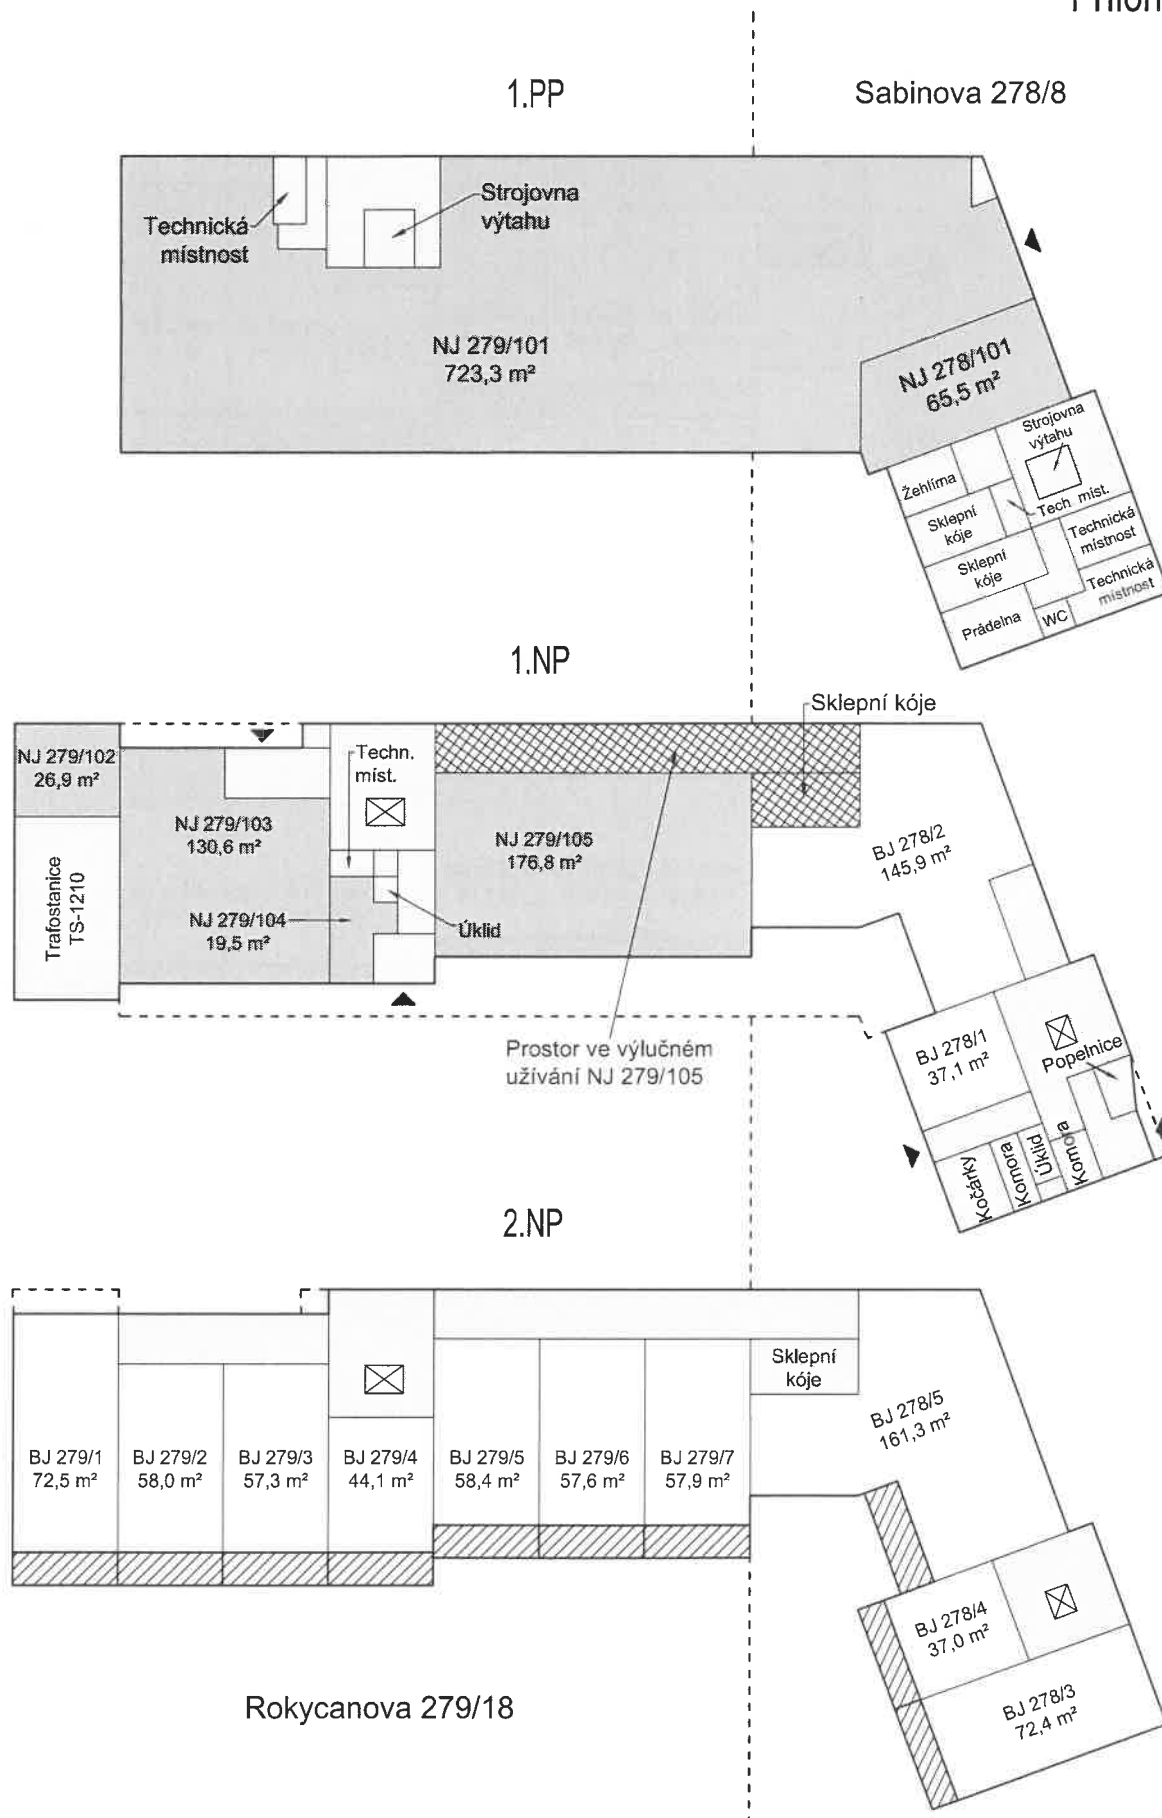 1.PP
Sabinova 278/8
Technická
místnost
Strojovna
výtahu
NJ 279/101
723,3 m²
NJ 278/101
65,5 m²
Strojovna
výtahu
Žehlírna
Tech. míst.
Sklepní
kóje
Technická
místnost
Sklepní
kóje
Technická
místnost
Prádelna
WC
1.NP
Sklepní kóje
NJ 279/102
26,9 m²
Techn.
míst.
NJ 279/103
130,6 m²
NJ 279/105
176,8 m²
BJ 278/2
145,9 m²
Trafostanice
TS-1210
NJ 279/104
19,5 m²
Úklid
Prostor ve výlučném
užívání NJ 279/105
BJ 278/1
37,1 m²
Popelnice
Kočárky
Komora
Úklid
Komora
2.NP
Sklepní
kóje
BJ 278/5
161,3 m²
BJ 279/1
72,5 m²
BJ 279/2
58,0 m²
BJ 279/3
57,3 m²
BJ 279/4
44,1 m²
BJ 279/5
58,4 m²
BJ 279/6
57,6 m²
BJ 279/7
57,9 m²
BJ 278/4
37,0 m²
BJ 278/3
72,4 m²
Rokycanova 279/18